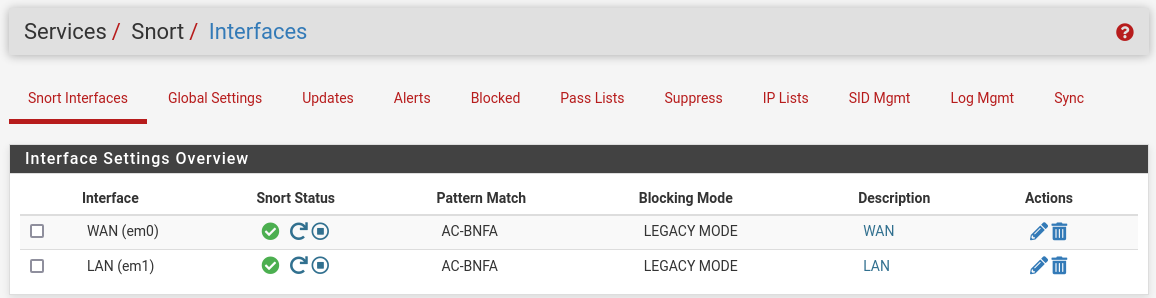 Services / Snort / Interfaces
Snort Interfaces Global Settings Updates Alerts Blocked Pass Lists Suppress IP Lists SID Mgmt Log Mgmt Sync
Interface Settings Overview
Interface Snort Status Pattern Match Blocking Mode Description Actions
WAN (em0) AC-BNFA LEGACY MODE WAN
LAN (em1) AC-BNFA LEGACY MODE LAN